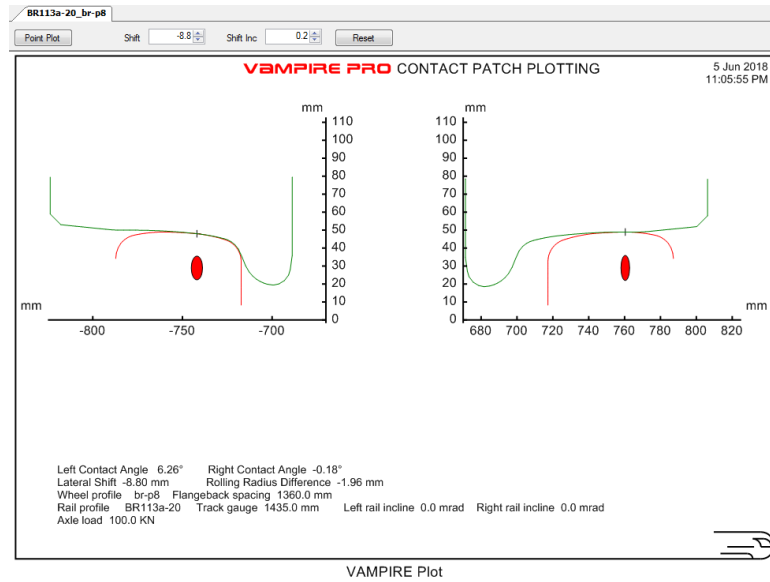 BR113a-20_br-p8
Point Plot Shift -8.8 Shift Inc 0.2 Reset
VAMPIRE PRO CONTACT PATCH PLOTTING
5 Jun 2018
11:05:55 PM
mm mm
110 110
100 100
90 90
80 80
70 70
60 60
50 50
40 40
30 30
20 20
10 10
mm 0 0 mm
-800 -750 -700 680 700 720 740 760 780 800 820
Left Contact Angle 6.26° Right Contact Angle -0.18°
Lateral Shift -8.80 mm Rolling Radius Difference -1.96 mm
Wheel profile br-p8 Flangeback spacing 1360.0 mm
Rail profile BR113a-20 Track gauge 1435.0 mm Left rail incline 0.0 mrad Right rail incline 0.0 mrad
Axle load 100.0 KN
VAMPIRE Plot